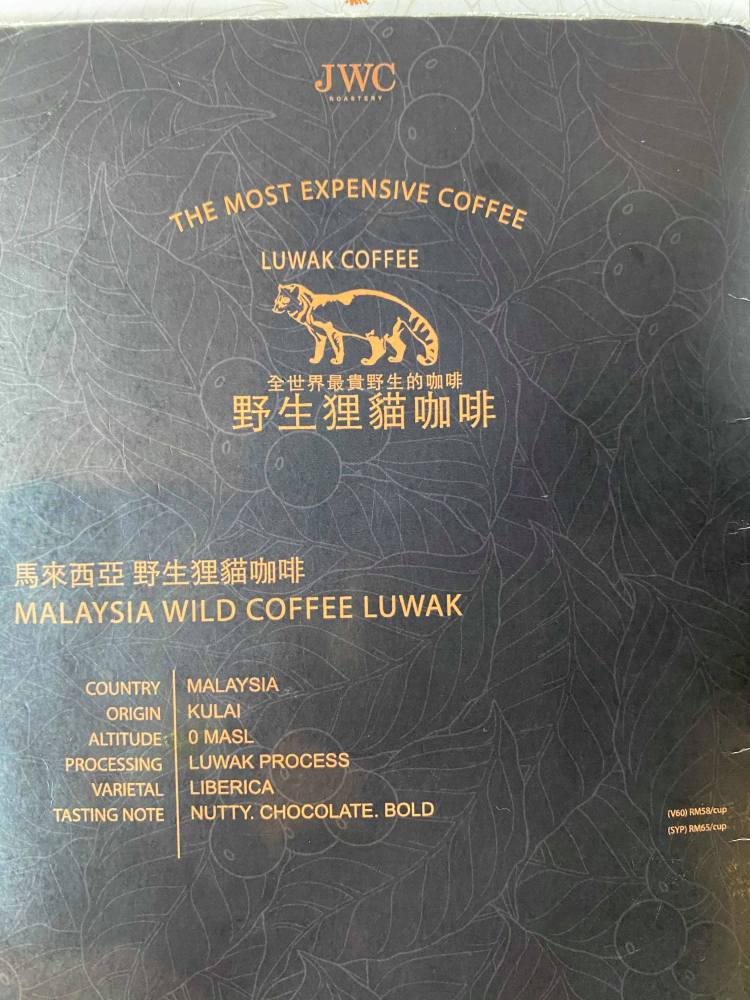 JWC
ROASTERY
THE MOST EXPENSIVE COFFEE
LUWAK COFFEE
全世界最貴野生的咖啡
野生狸貓咖啡
馬來西亞 野生狸貓咖啡
MALAYSIA WILD COFFEE LUWAK
COUNTRY MALAYSIA
ORIGIN KULAI
ALTITUDE 0 MASL
PROCESSING LUWAK PROCESS
VARIETAL LIBERICA
TASTING NOTE NUTTY. CHOCOLATE. BOLD
(V60) RM58/cup
(SYP) RM65/cup